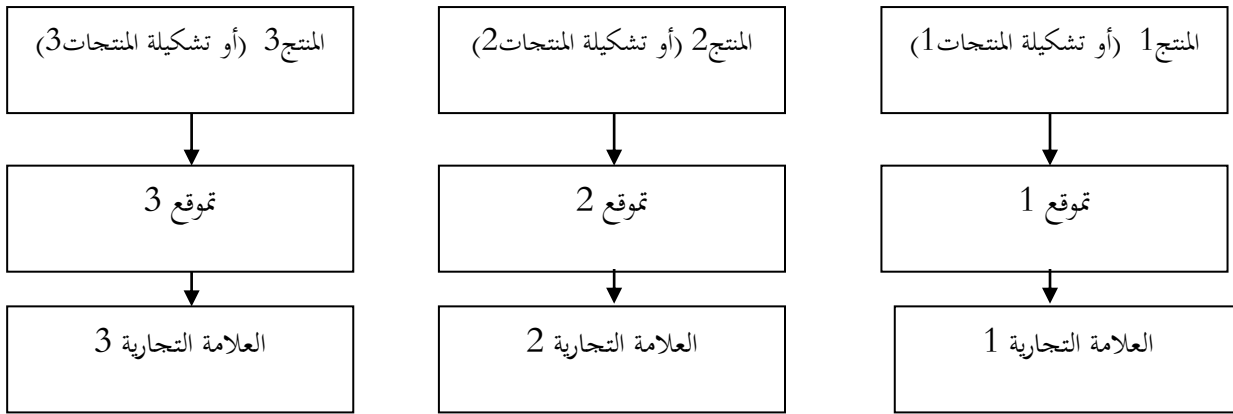 المنتج1 (أو تشكيلة المنتجات1)
المنتج2 (أو تشكيلة المنتجات2)
المنتج3 (أو تشكيلة المنتجات3)
تموقع 1
تموقع 2
تموقع 3
العلامة التجارية 1
العلامة التجارية 2
العلامة التجارية 3